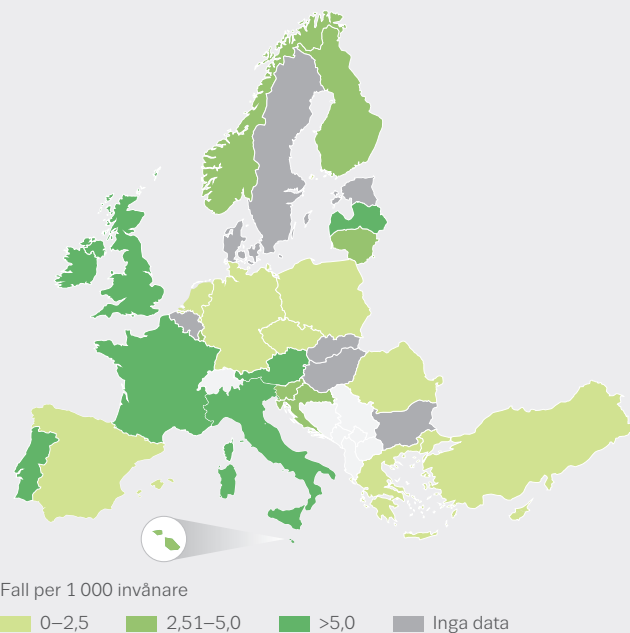 Fall per 1 000 invånare
0–2,5 2,51–5,0 >5,0 Inga data